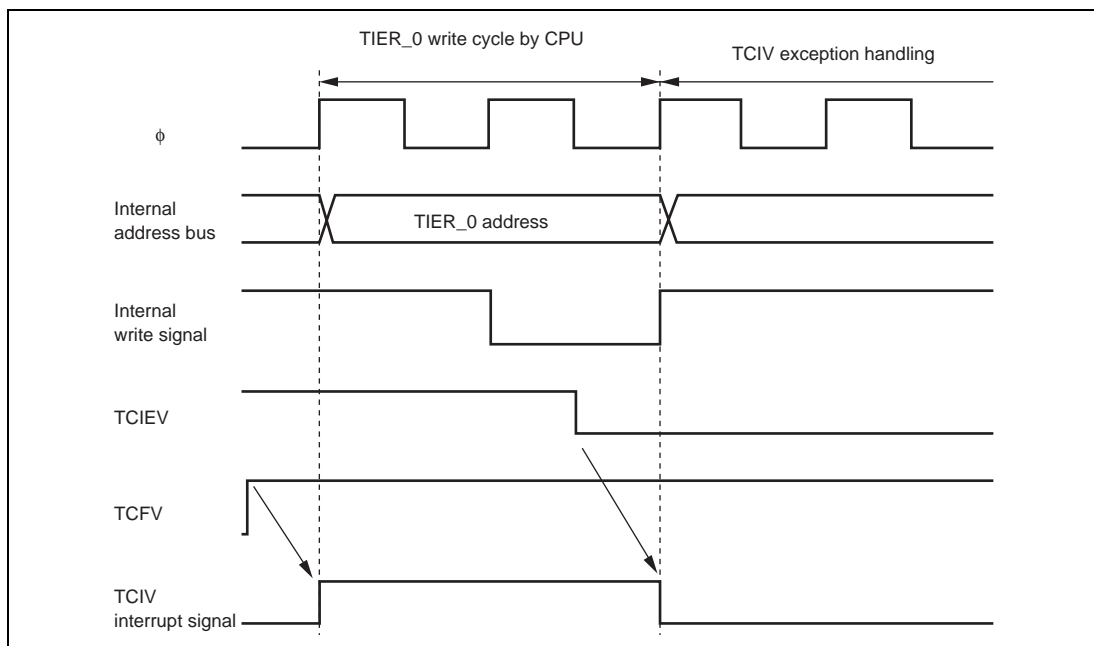 TIER_0 write cycle by CPU
TCIV exception handling
ϕ
Internal
address bus
TIER_0 address
Internal
write signal
TCIEV
TCFV
TCIV
interrupt signal